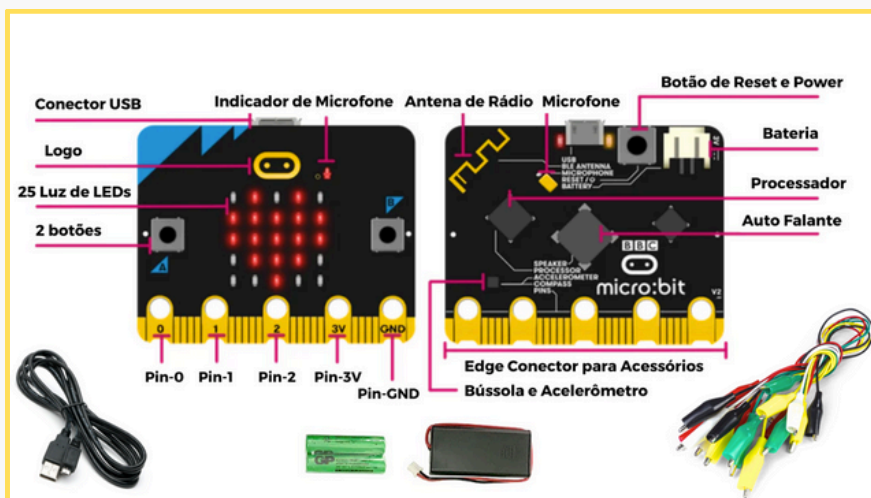 Conector USB
Indicador de Microfone
Antena de Rádio
Microfone
Botão de Reset e Power
Bateria
Logo
25 Luz de LEDs
2 botões
Processador
Auto Falante
USB
BLE ANTENNA
MICROPHONE
RESET /
BATTERY
3V
A
B
SPEAKER
PROCESSOR
ACCELEROMETER
COMPASS
PINS
BBC
micro:bit
V2
0
1
2
3V
GND
Pin-0
Pin-1
Pin-2
Pin-3V
Pin-GND
Edge Conector para Acessórios
Bússola e Acelerômetro
GP